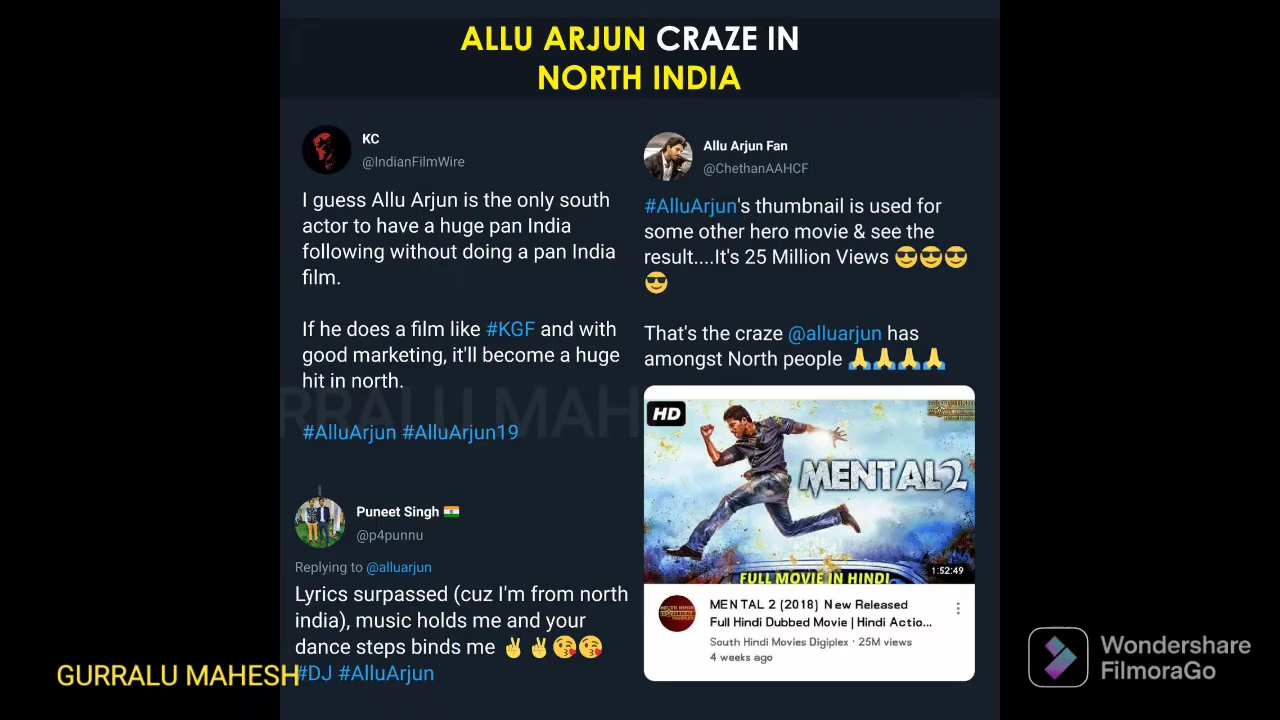 ALLU ARJUN CRAZE IN
NORTH INDIA
KC
@IndianFilmWire
I guess Allu Arjun is the only south
actor to have a huge pan India
following without doing a pan India
film.
If he does a film like #KGF and with
good marketing, it'll become a huge
hit in north.
#AlluArjun #AlluArjun19
Puneet Singh 🇮🇳
@p4punnu
Replying to @alluarjun
Lyrics surpassed (cuz I'm from north
india), music holds me and your
dance steps binds me ✌✌😘😘
#DJ #AlluArjun
Allu Arjun Fan
@ChethanAAHCF
#AlluArjun's thumbnail is used for
some other hero movie & see the
result....It's 25 Million Views 😎😎😎
😎
That's the craze @alluarjun has
amongst North people 🙏🙏🙏🙏
HD
MENTAL 2
FULL MOVIE IN HINDI
1:52:49
MENTAL 2 (2018) New Released
Full Hindi Dubbed Movie | Hindi Actio...
South Hindi Movies Digiplex · 25M views
4 weeks ago
GURRALU MAHESH
Wondershare
FilmoraGo